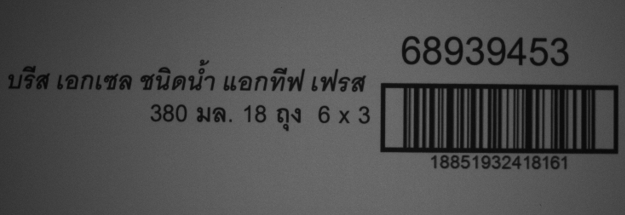 68939453
บรีส เอกเซล ชนิดน้ำ แอกทีฟ เฟรส
380 มล. 18 ถุง 6 x 3
18851932418161